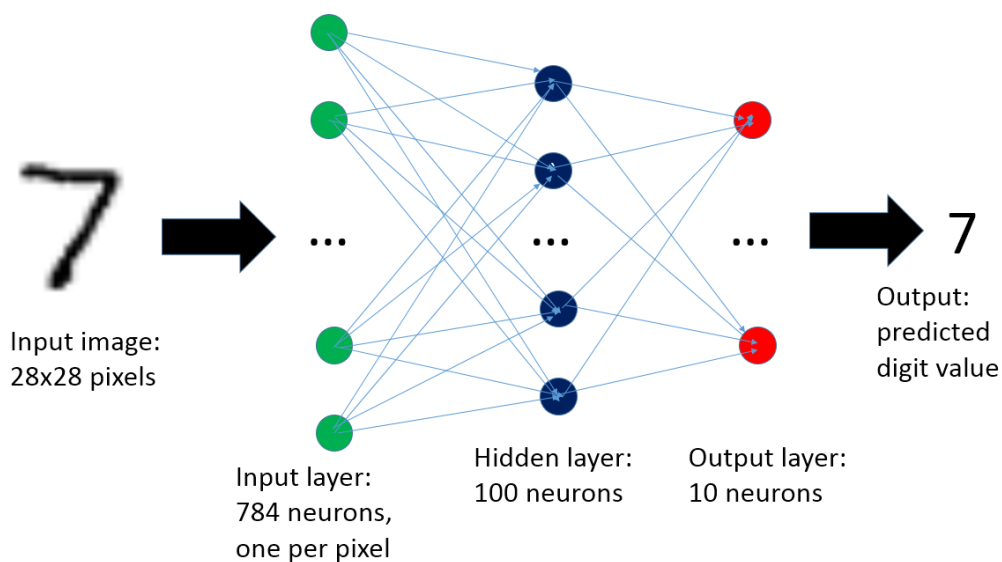 7
Input image:
28x28 pixels
...
Input layer:
784 neurons,
one per pixel
...
Hidden layer:
100 neurons
...
Output layer:
10 neurons
7
Output:
predicted
digit value